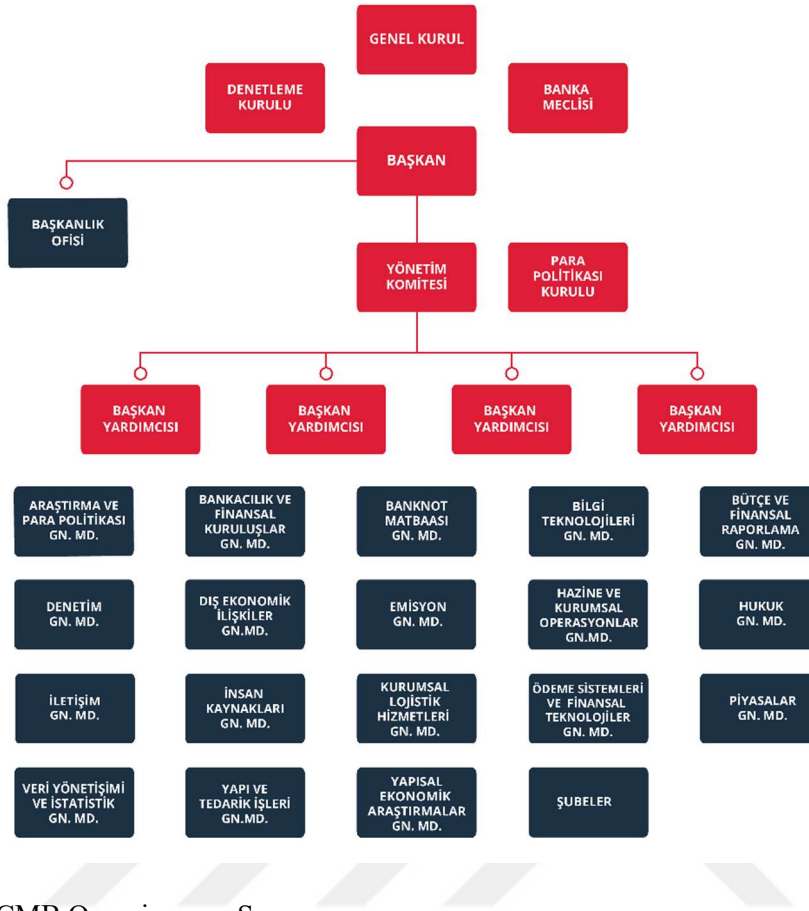 GENEL KURUL
DENETLEME
KURULU
BANKA
MECLİSİ
BAŞKAN
BAŞKANLIK
OFİSİ
YÖNETİM
KOMİTESİ
PARA
POLİTİKASI
KURULU
BAŞKAN
YARDIMCISI
BAŞKAN
YARDIMCISI
BAŞKAN
YARDIMCISI
BAŞKAN
YARDIMCISI
ARAŞTIRMA VE
PARA POLİTİKASI
GN. MD.
BANKACILIK VE
FİNANSAL
KURULUŞLAR
GN. MD.
BANKNOT
MATBAASI
GN. MD.
BİLGİ
TEKNOLOJİLERİ
GN. MD.
BÜTÇE VE
FİNANSAL
RAPORLAMA
GN. MD.
DENETİM
GN. MD.
DIŞ EKONOMİK
İLİŞKİLER
GN.MD.
EMİSYON
GN. MD.
HAZİNE VE
KURUMSAL
OPERASYONLAR
GN.MD.
HUKUK
GN. MD.
İLETİŞİM
GN. MD.
İNSAN
KAYNAKLARI
GN. MD.
KURUMSAL
LOJİSTİK
HİZMETLERİ
GN. MD.
ÖDEME SİSTEMLERİ
VE FİNANSAL
TEKNOLOJİLER
GN. MD.
PİYASALAR
GN. MD.
VERİ YÖNETİŞİMİ
VE İSTATİSTİK
GN. MD.
YAPI VE
TEDARİK İŞLERİ
GN.MD.
YAPISAL
EKONOMİK
ARAŞTIRMALAR
GN. MD.
ŞUBELER